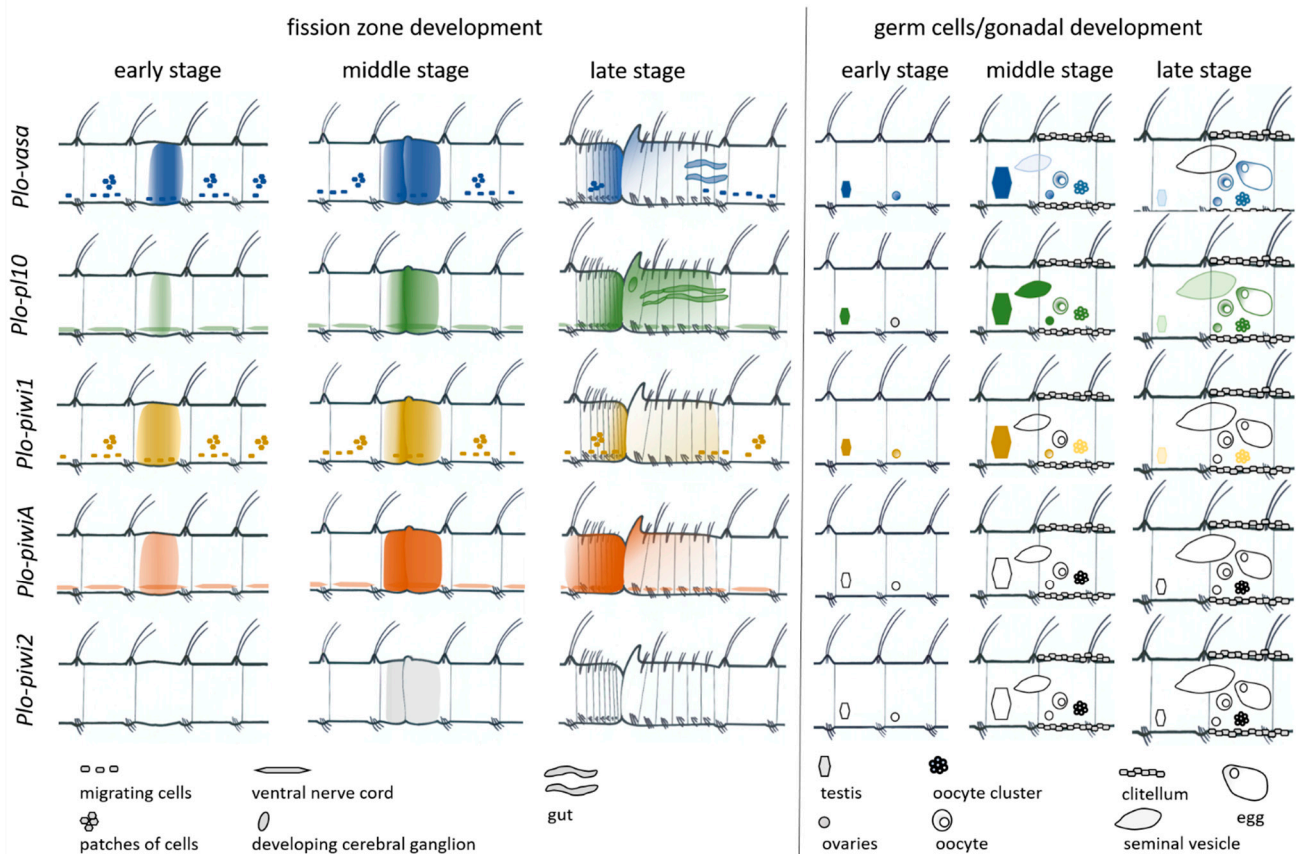 fission zone development
germ cells/gonadal development
early stage
middle stage
late stage
early stage
middle stage
late stage
Plo-vasa
Plo-pl10
Plo-piwi1
Plo-piwiA
Plo-piwi2
migrating cells
ventral nerve cord
gut
patches of cells
developing cerebral ganglion
testis
oocyte cluster
clitellum
egg
ovaries
oocyte
seminal vesicle